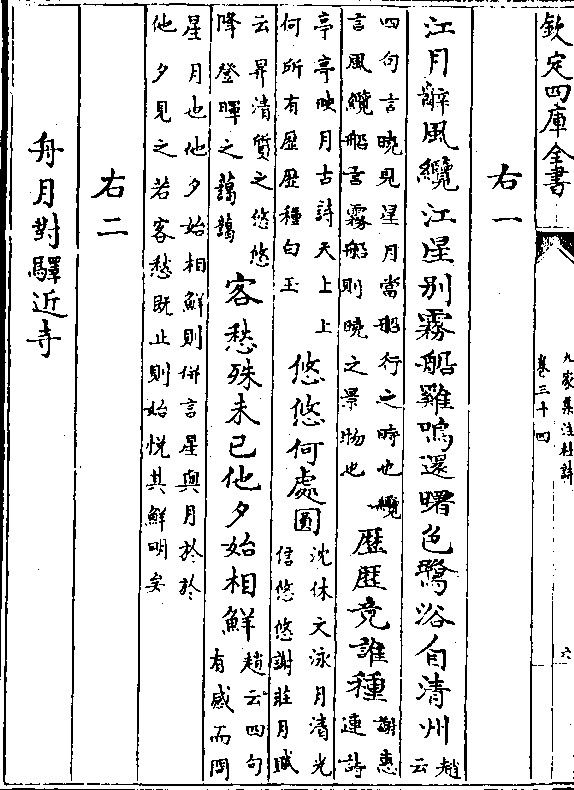 欽定四庫全書
九家集注杜詩
卷三十四
六
右一
江月辭風纜江星別霧船雞鳴還曙色鷺浴自清州趙云
四句言曉見星月當船行之時也纜
言風纜船言霧船則曉之景物也
歷歷竟誰種謝惠連詩
亭亭映月古詩天上上
何所有歷歷種白玉
悠悠何處圓
沈休文泳月清光
信悠悠謝莊月賦
云昇清質之悠悠
降登暉之藹藹
客愁殊未已他夕始相鮮
趙云四句
有感而問
星月也他夕始相鮮則併言星與月於於
他夕見之若客愁既止則始悅其鮮明矣
右二
舟月對驛近寺